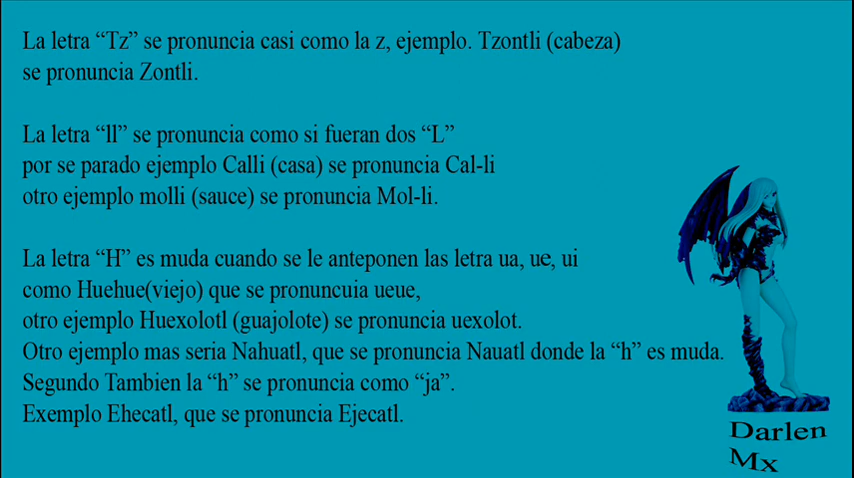 La letra “Tz” se pronuncia casi como la z, ejemplo. Tzontli (cabeza)
se pronuncia Zontli.
La letra “ll” se pronuncia como si fueran dos “L”
por se parado ejemplo Calli (casa) se pronuncia Cal-li
otro ejemplo molli (sauce) se pronuncia Mol-li.
La letra “H” es muda cuando se le anteponen las letra ua, ue, ui
como Huehue(viejo) que se pronuncuia ueue,
otro ejemplo Huexolotl (guajolote) se pronuncia uexolot.
Otro ejemplo mas seria Nahuatl, que se pronuncia Nauatl donde la “h” es muda.
Segundo Tambien la “h” se pronuncia como “ja”.
Exemplo Ehecatl, que se pronuncia Ejecatl.
Darlen
Mx